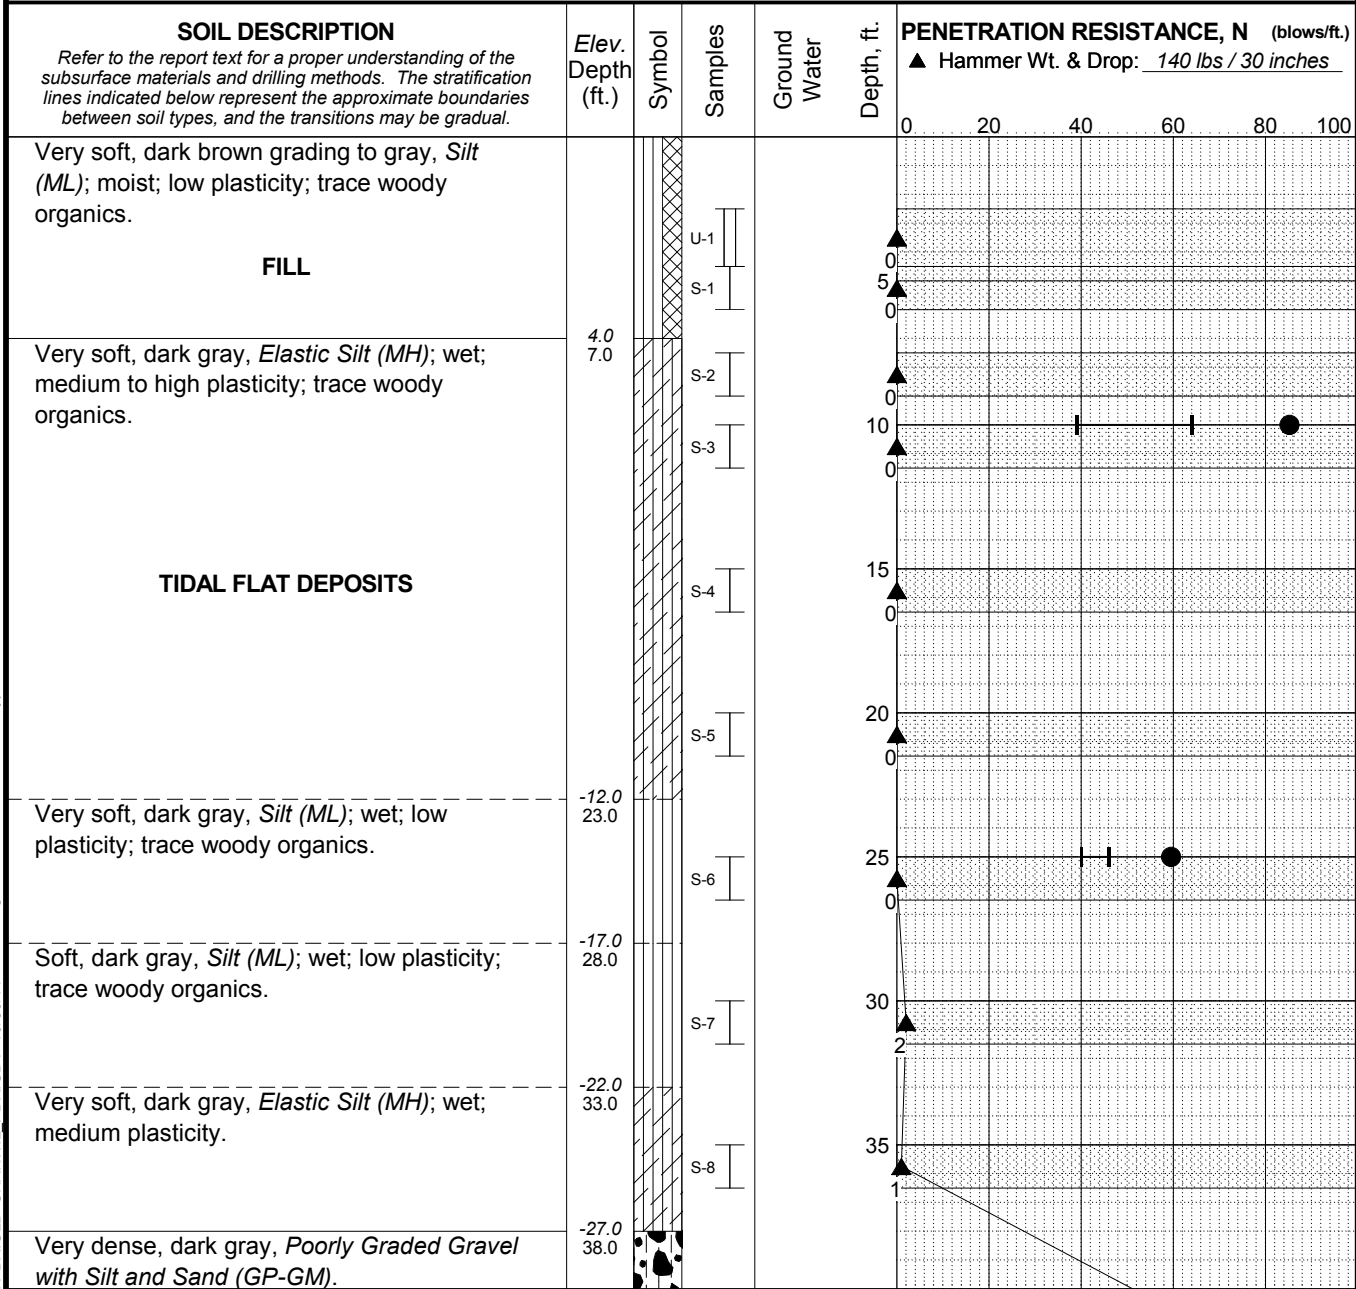 SOIL DESCRIPTION
Refer to the report text for a proper understanding of the
subsurface materials and drilling methods. The stratification
lines indicated below represent the approximate boundaries
between soil types, and the transitions may be gradual.
Elev.
Depth
(ft.)
Symbol
Samples
Ground
Water
Depth, ft.
PENETRATION RESISTANCE, N (blows/ft.)
▲ Hammer Wt. & Drop: 140 lbs / 30 inches
0 20 40 60 80 100
Very soft, dark brown grading to gray, Silt
(ML); moist; low plasticity; trace woody
organics.
FILL
U-1
0
5
S-1
0
4.0
7.0
Very soft, dark gray, Elastic Silt (MH); wet;
medium to high plasticity; trace woody
organics.
S-2
0
10
S-3
0
TIDAL FLAT DEPOSITS
15
S-4
0
20
S-5
0
-12.0
23.0
Very soft, dark gray, Silt (ML); wet; low
plasticity; trace woody organics.
25
S-6
0
-17.0
28.0
Soft, dark gray, Silt (ML); wet; low plasticity;
trace woody organics.
30
S-7
2
-22.0
33.0
Very soft, dark gray, Elastic Silt (MH); wet;
medium plasticity.
35
S-8
1
-27.0
38.0
Very dense, dark gray, Poorly Graded Gravel
with Silt and Sand (GP-GM).